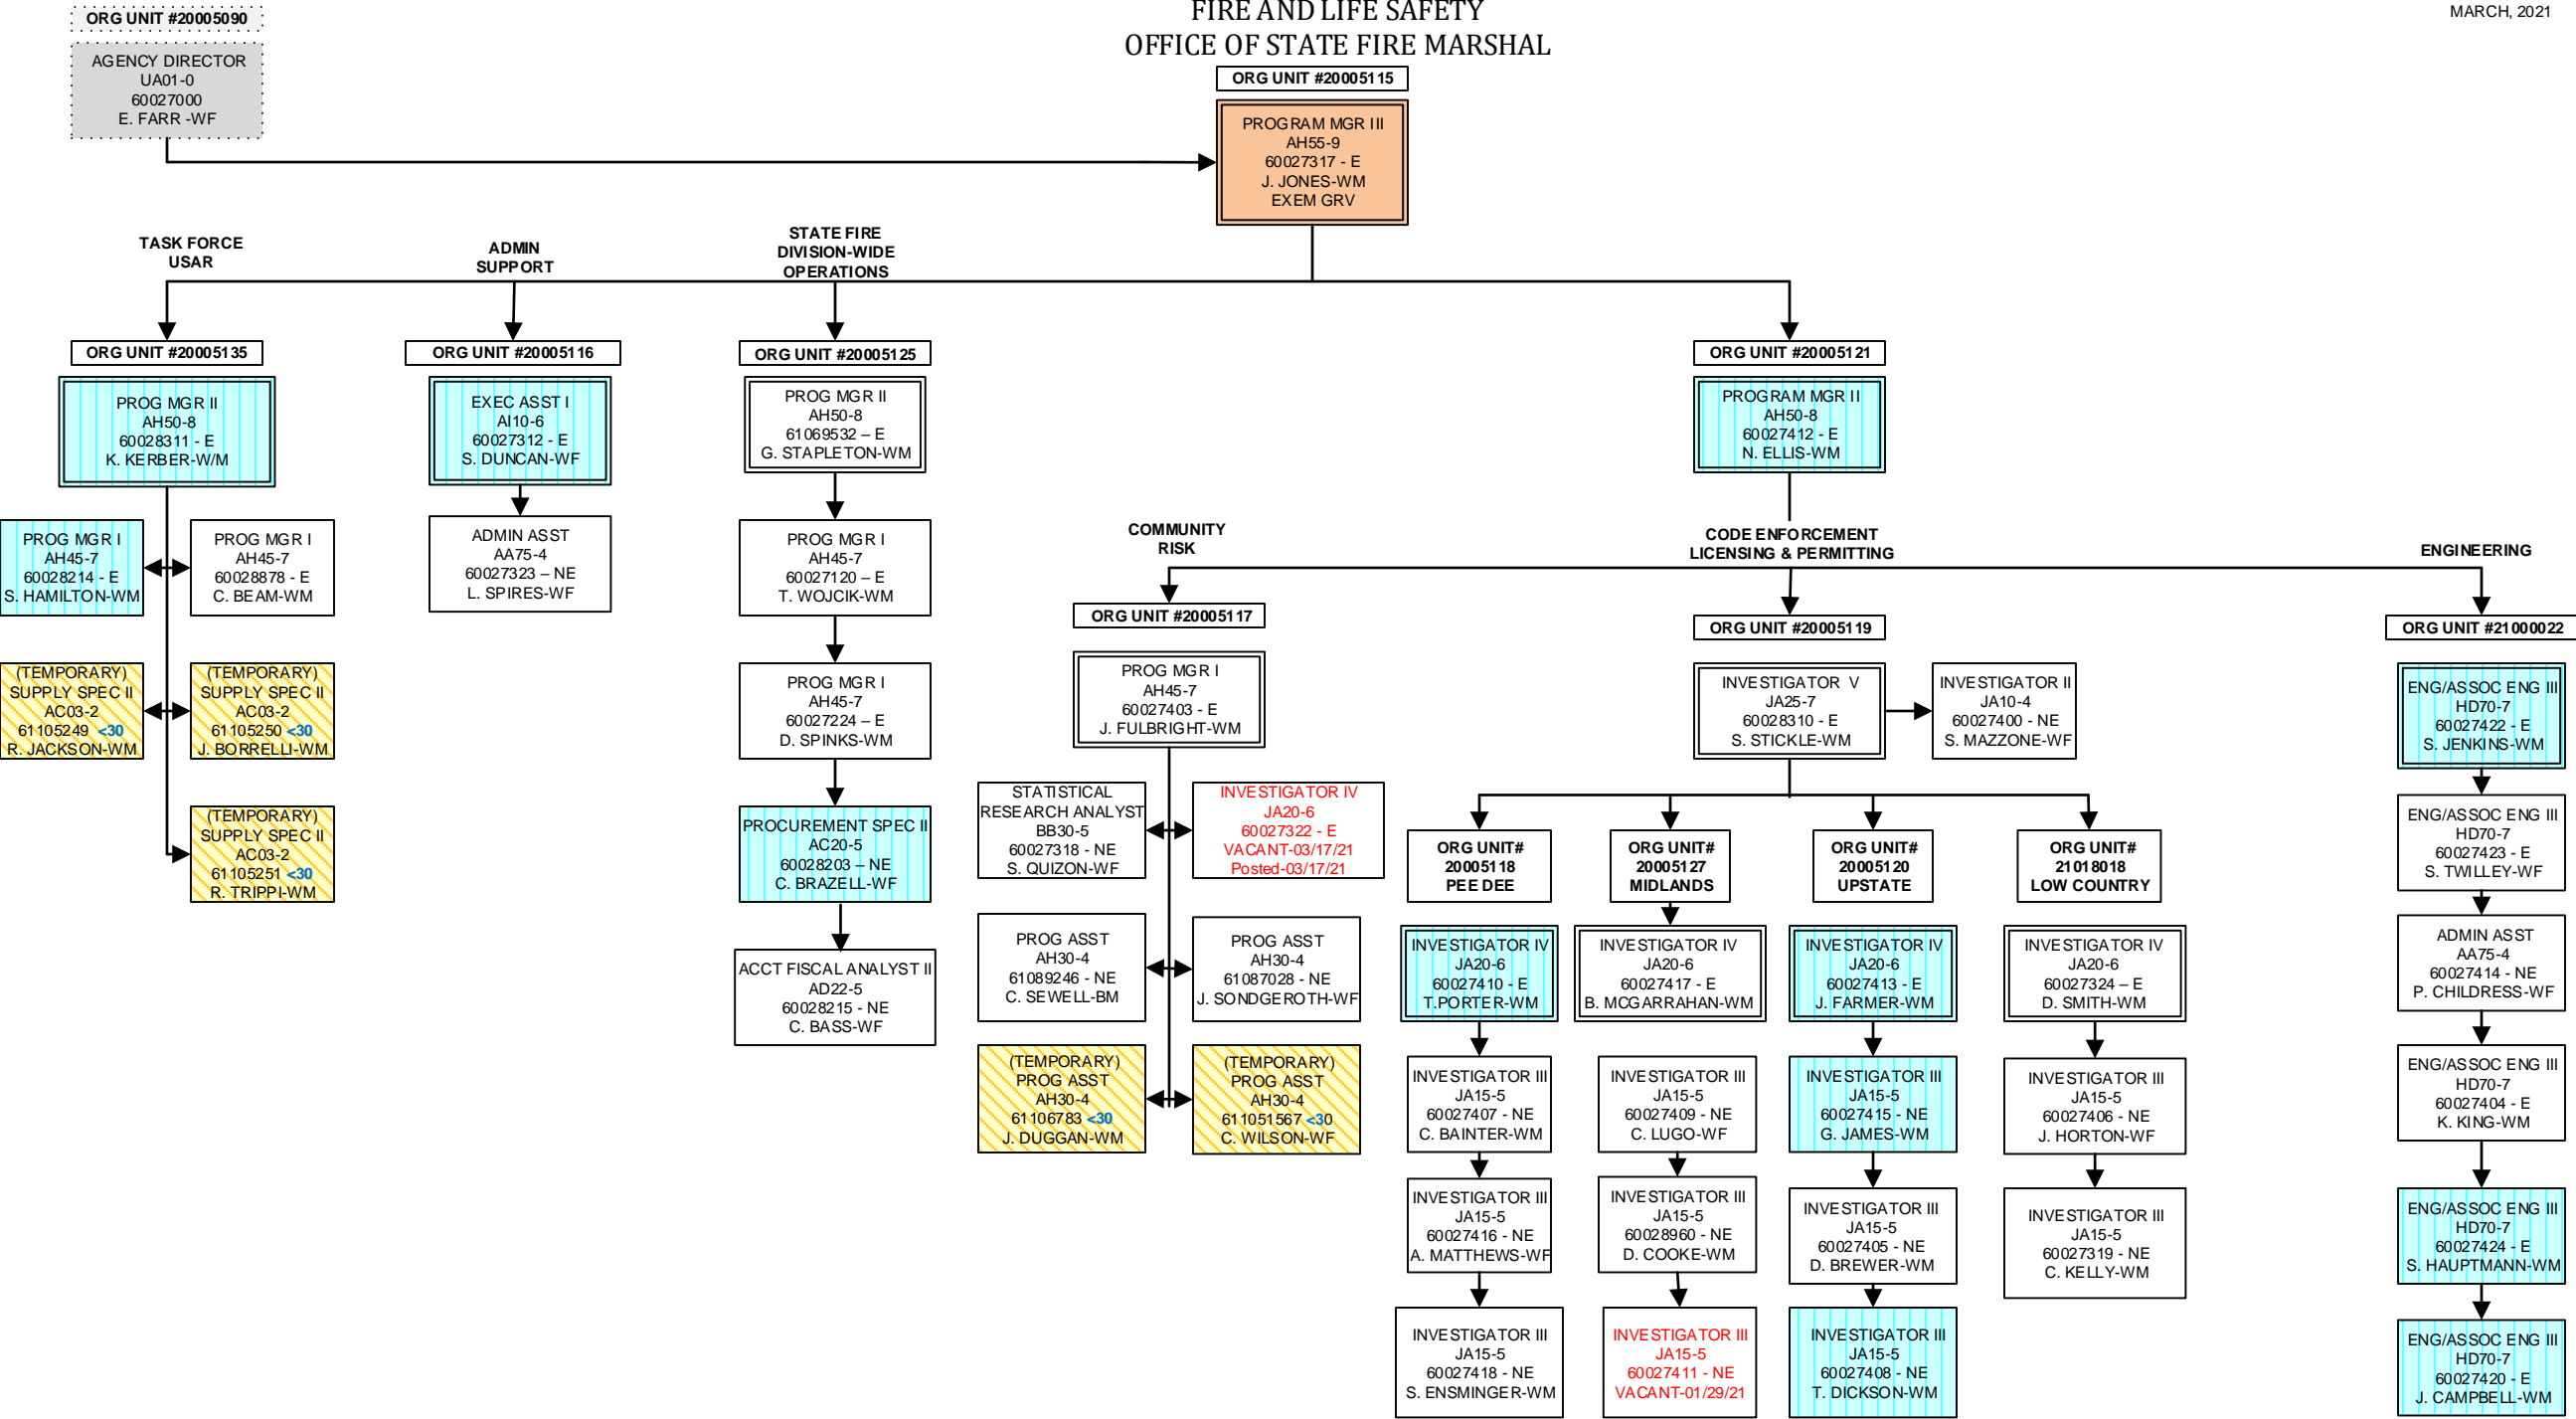 FIRE AND LIFE SAFETY
OFFICE OF STATE FIRE MARSHAL
MARCH, 2021
ORG UNIT #20005090
AGENCY DIRECTOR
UA01-0
60027000
E. FARR -WF
ORG UNIT #20005115
PROGRAM MGR III
AH55-9
60027317 - E
J. JONES-WM
EXEM GRV
TASK FORCE
USAR
ADMIN
SUPPORT
STATE FIRE
DIVISION-WIDE
OPERATIONS
ORG UNIT #20005135
PROG MGR II
AH50-8
60028311 - E
K. KERBER-W/M
PROG MGR I
AH45-7
60028214 - E
S. HAMILTON-WM
PROG MGR I
AH45-7
60028878 - E
C. BEAM-WM
(TEMPORARY)
SUPPLY SPEC II
AC03-2
61105249 <30
R. JACKSON-WM
(TEMPORARY)
SUPPLY SPEC II
AC03-2
61105250 <30
J. BORRELLI-WM
(TEMPORARY)
SUPPLY SPEC II
AC03-2
61105251 <30
R. TRIPPI-WM
ORG UNIT #20005116
EXEC ASST I
AI10-6
60027312 - E
S. DUNCAN-WF
ADMIN ASST
AA75-4
60027323 – NE
L. SPIRES-WF
ORG UNIT #20005125
PROG MGR II
AH50-8
61069532 – E
G. STAPLETON-WM
PROG MGR I
AH45-7
60027120 – E
T. WOJCIK-WM
PROG MGR I
AH45-7
60027224 – E
D. SPINKS-WM
PROCUREMENT SPEC II
AC20-5
60028203 – NE
C. BRAZELL-WF
ACCT FISCAL ANALYST II
AD22-5
60028215 - NE
C. BASS-WF
ORG UNIT #20005121
PROGRAM MGR II
AH50-8
60027412 - E
N. ELLIS-WM
COMMUNITY
RISK
CODE ENFORCEMENT
LICENSING & PERMITTING
ENGINEERING
ORG UNIT #20005117
PROG MGR I
AH45-7
60027403 - E
J. FULBRIGHT-WM
STATISTICAL
RESEARCH ANALYST
BB30-5
60027318 - NE
S. QUIZON-WF
INVESTIGATOR IV
JA20-6
60027322 - E
VACANT-03/17/21
Posted-03/17/21
PROG ASST
AH30-4
61089246 - NE
C. SEWELL-BM
PROG ASST
AH30-4
61087028 - NE
J. SONDGEROTH-WF
(TEMPORARY)
PROG ASST
AH30-4
61106783 <30
J. DUGGAN-WM
(TEMPORARY)
PROG ASST
AH30-4
611051567 <30
C. WILSON-WF
ORG UNIT #20005119
INVESTIGATOR V
JA25-7
60028310 - E
S. STICKLE-WM
INVESTIGATOR II
JA10-4
60027400 - NE
S. MAZZONE-WF
ORG UNIT#
20005118
PEE DEE
INVESTIGATOR IV
JA20-6
60027410 - E
T.PORTER-WM
INVESTIGATOR III
JA15-5
60027407 - NE
C. BAINTER-WM
INVESTIGATOR III
JA15-5
60027416 - NE
A. MATTHEWS-WF
INVESTIGATOR III
JA15-5
60027418 - NE
S. ENSMINGER-WM
ORG UNIT#
20005127
MIDLANDS
INVESTIGATOR IV
JA20-6
60027417 - E
B. MCGARRAHAN-WM
INVESTIGATOR III
JA15-5
60027409 - NE
C. LUGO-WF
INVESTIGATOR III
JA15-5
60028960 - NE
D. COOKE-WM
INVESTIGATOR III
JA15-5
60027411 - NE
VACANT-01/29/21
ORG UNIT#
20005120
UPSTATE
INVESTIGATOR IV
JA20-6
60027413 - E
J. FARMER-WM
INVESTIGATOR III
JA15-5
60027415 - NE
G. JAMES-WM
INVESTIGATOR III
JA15-5
60027405 - NE
D. BREWER-WM
INVESTIGATOR III
JA15-5
60027408 - NE
T. DICKSON-WM
ORG UNIT#
21018018
LOW COUNTRY
INVESTIGATOR IV
JA20-6
60027324 – E
D. SMITH-WM
INVESTIGATOR III
JA15-5
60027406 - NE
J. HORTON-WF
INVESTIGATOR III
JA15-5
60027319 - NE
C. KELLY-WM
ORG UNIT #21000022
ENG/ASSOC ENG III
HD70-7
60027422 - E
S. JENKINS-WM
ENG/ASSOC ENG III
HD70-7
60027423 - E
S. TWILLEY-WF
ADMIN ASST
AA75-4
60027414 - NE
P. CHILDRESS-WF
ENG/ASSOC ENG III
HD70-7
60027404 - E
K. KING-WM
ENG/ASSOC ENG III
HD70-7
60027424 - E
S. HAUPTMANN-WM
ENG/ASSOC ENG III
HD70-7
60027420 - E
J. CAMPBELL-WM